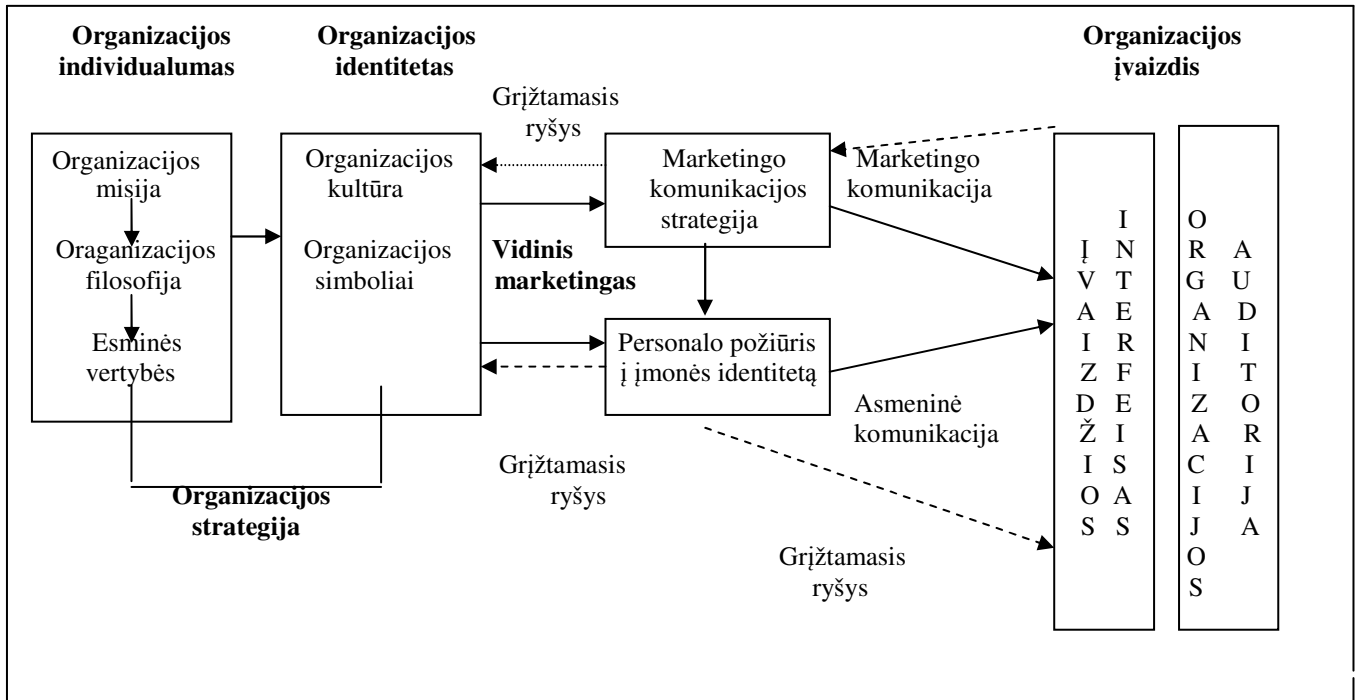 Organizacijos
individualumas
Organizacijos
identitetas
Organizacijos
įvaizdis
Organizacijos
misija
Oraganizacijos
filosofija
Esminės
vertybės
Organizacijos
kultūra
Organizacijos
simboliai
Organizacijos
strategija
Grįžtamasis
ryšys
Vidinis
marketingas
Grįžtamasis
ryšys
Marketingo
komunikacijos
strategija
Personalo požiūris
į įmonės identitetą
Marketingo
komunikacija
Asmeninė
komunikacija
Grįžtamasis
ryšys
ĮVAIZDŽIOS
INTERFEISAS
ORGANIZACIJOS
AUDITORIJA